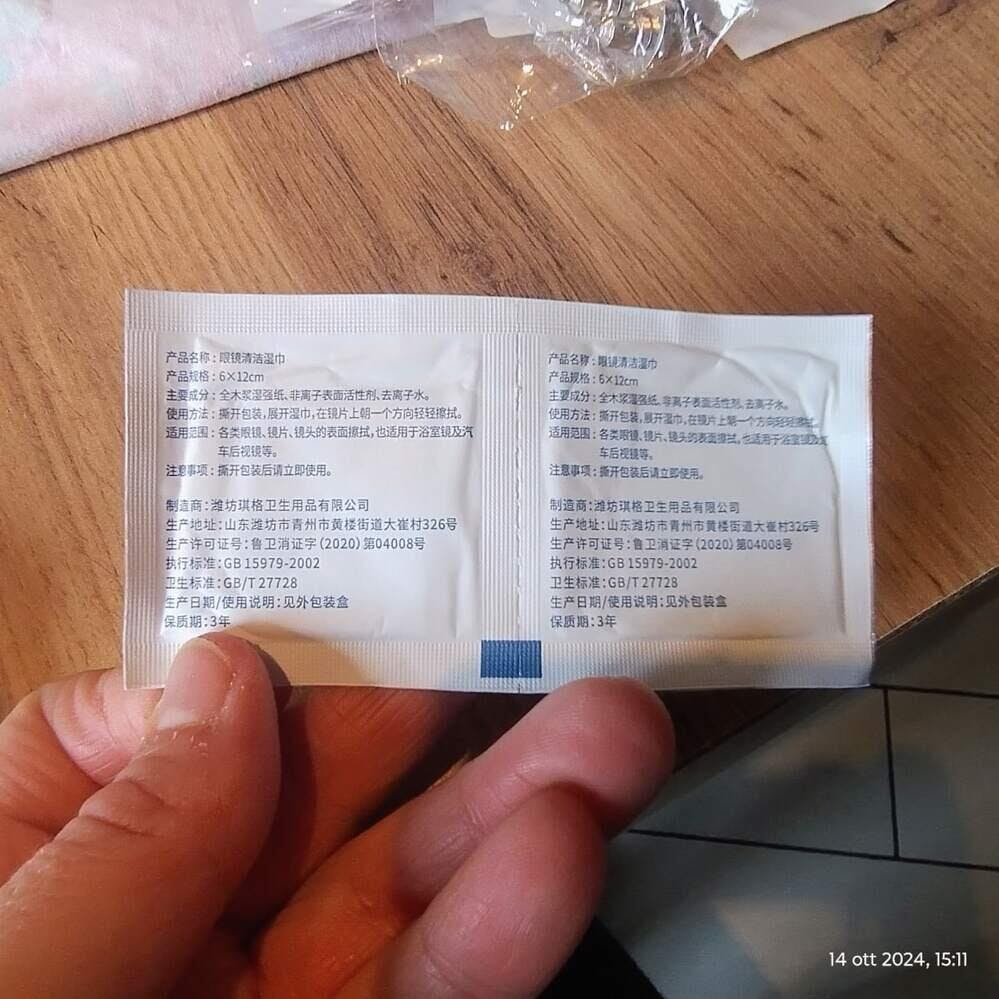 产品名称：眼镜清洁湿巾
产品规格：6×12cm
主要成分：全木浆湿强纸、非离子表面活性剂、去离子水。
使用方法：撕开包装，展开湿巾，在镜片上朝一个方向轻轻擦拭。
适用范围：各类眼镜、镜片、镜头的表面擦拭，也适用于浴室镜及汽
车后视镜等。
注意事项：撕开包装后请立即使用。
制造商：潍坊琪格卫生用品有限公司
生产地址：山东潍坊市青州市黄楼街道大崔村326号
生产许可证号：鲁卫消证字（2020）第04008号
执行标准：GB 15979-2002
卫生标准：GB/T 27728
生产日期/使用说明：见外包装盒
保质期：3年
产品名称：眼镜清洁湿巾
产品规格：6×12cm
主要成分：全木浆湿强纸、非离子表面活性剂、去离子水。
使用方法：撕开包装，展开湿巾，在镜片上朝一个方向轻轻擦拭。
适用范围：各类眼镜、镜片、镜头的表面擦拭，也适用于浴室镜及汽
车后视镜等。
注意事项：撕开包装后请立即使用。
制造商：潍坊琪格卫生用品有限公司
生产地址：山东潍坊市青州市黄楼街道大崔村326号
生产许可证号：鲁卫消证字（2020）第04008号
执行标准：GB 15979-2002
卫生标准：GB/T 27728
生产日期/使用说明：见外包装盒
保质期：3年
14 ott 2024, 15:11